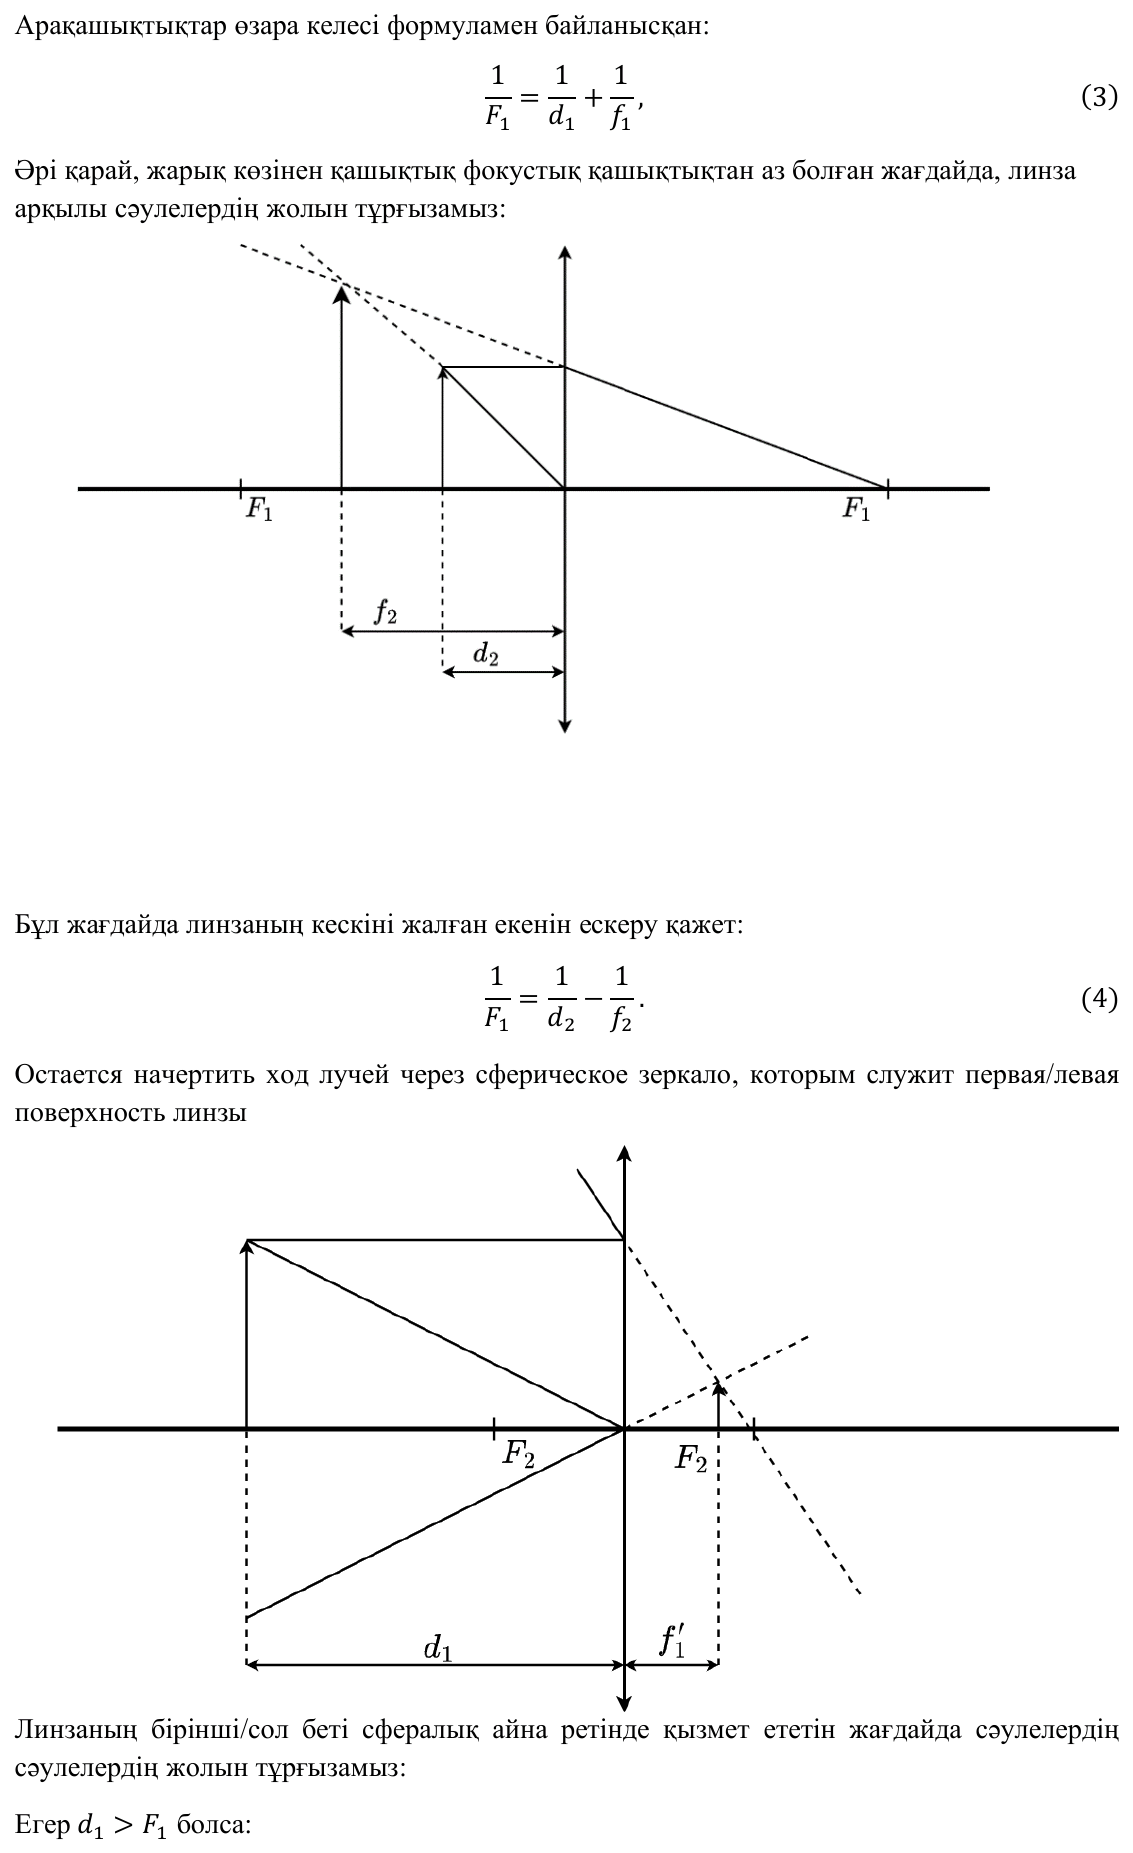 Арақашықтықтар өзара келесі формуламен байланысқан:
1/F₁ = 1/d₁ + 1/f₁, (3)
Әрі қарай, жарық көзінен қашықтық фокустық қашықтықтан аз болған жағдайда, линза
арқылы сәулелердің жолын тұрғызамыз:
F₁ F₁
f₂
d₂
Бұл жағдайда линзаның кескіні жалған екенін ескеру қажет:
1/F₁ = 1/d₂ − 1/f₂. (4)
Остается начертить ход лучей через сферическое зеркало, которым служит первая/левая
поверхность линзы
F₂ F₂
d₁ f₁′
Линзаның бірінші/сол беті сфералық айна ретінде қызмет ететін жағдайда сәулелердің
сәулелердің жолын тұрғызамыз:
Егер d₁ > F₁ болса: